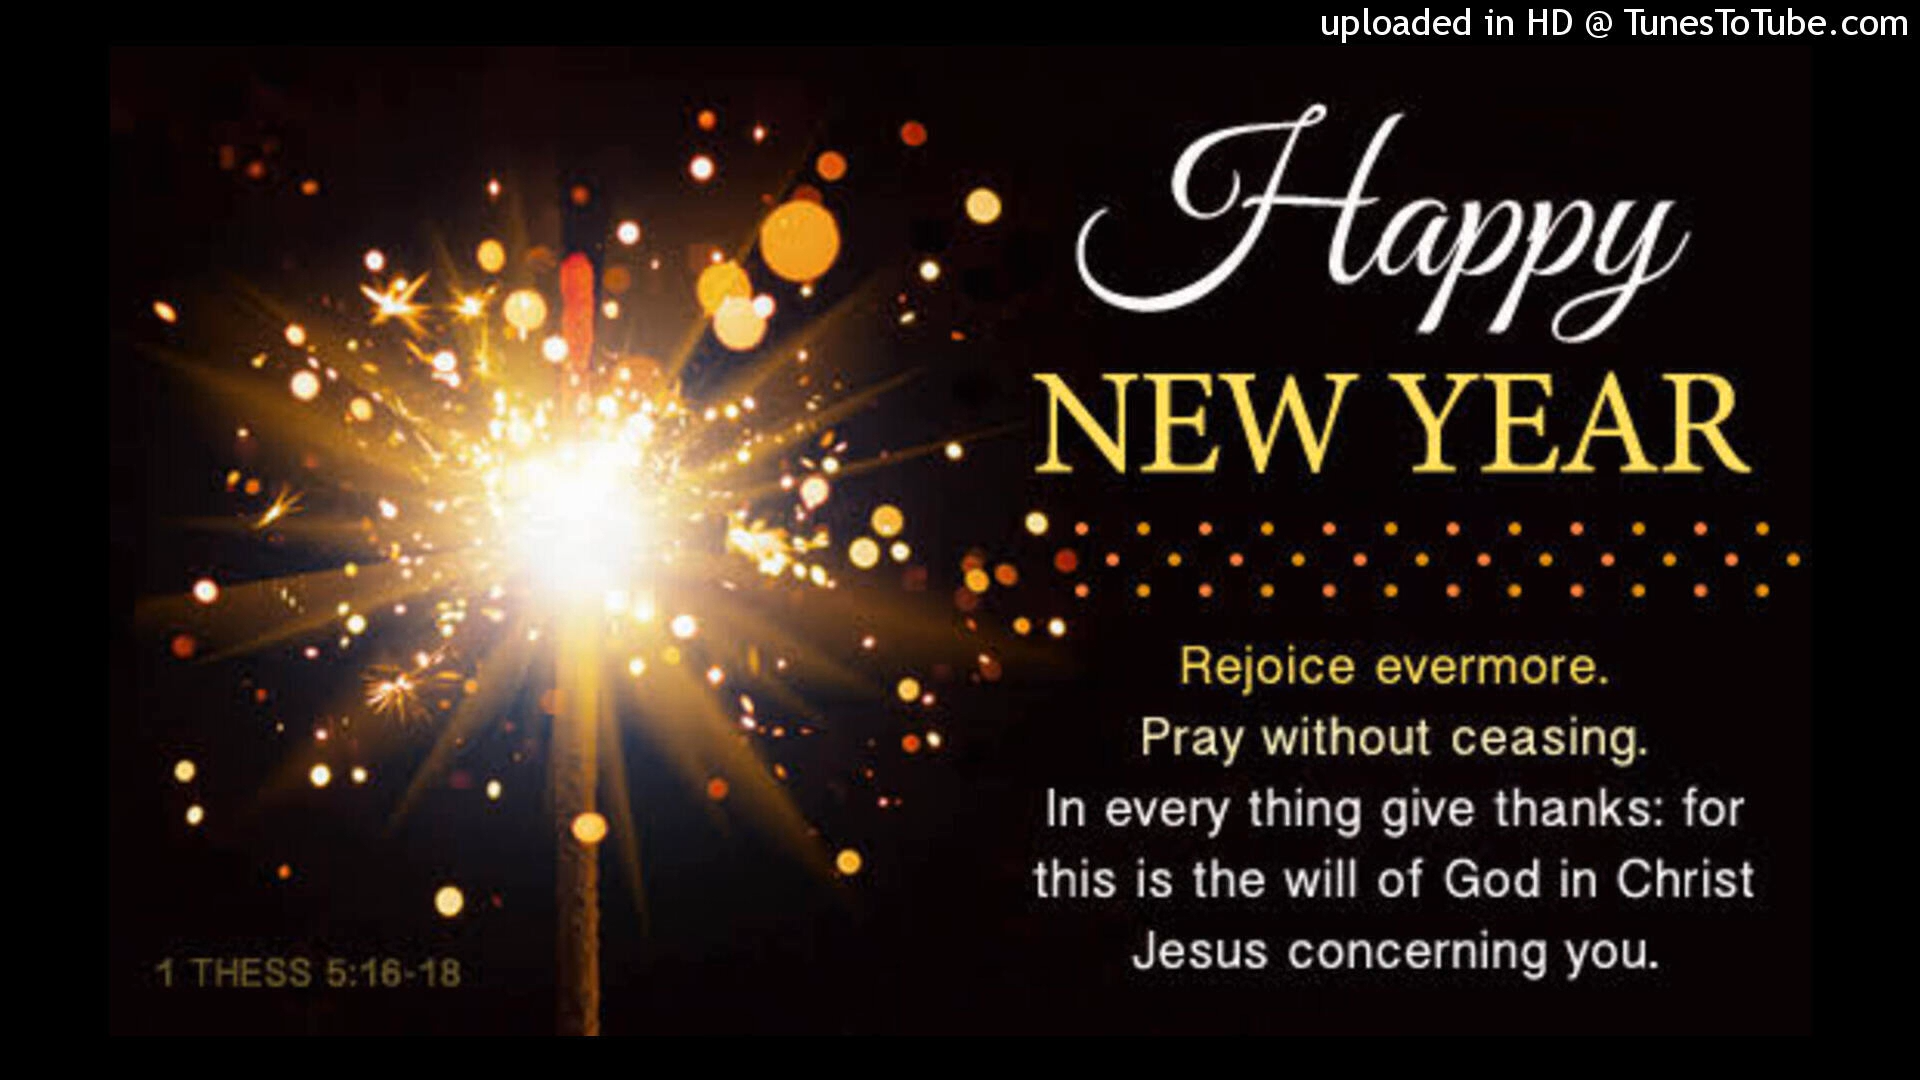 uploaded in HD @ TunesToTube.com
Happy
NEW YEAR
Rejoice evermore.
Pray without ceasing.
In every thing give thanks: for
this is the will of God in Christ
Jesus concerning you.
1 THESS 5:16-18